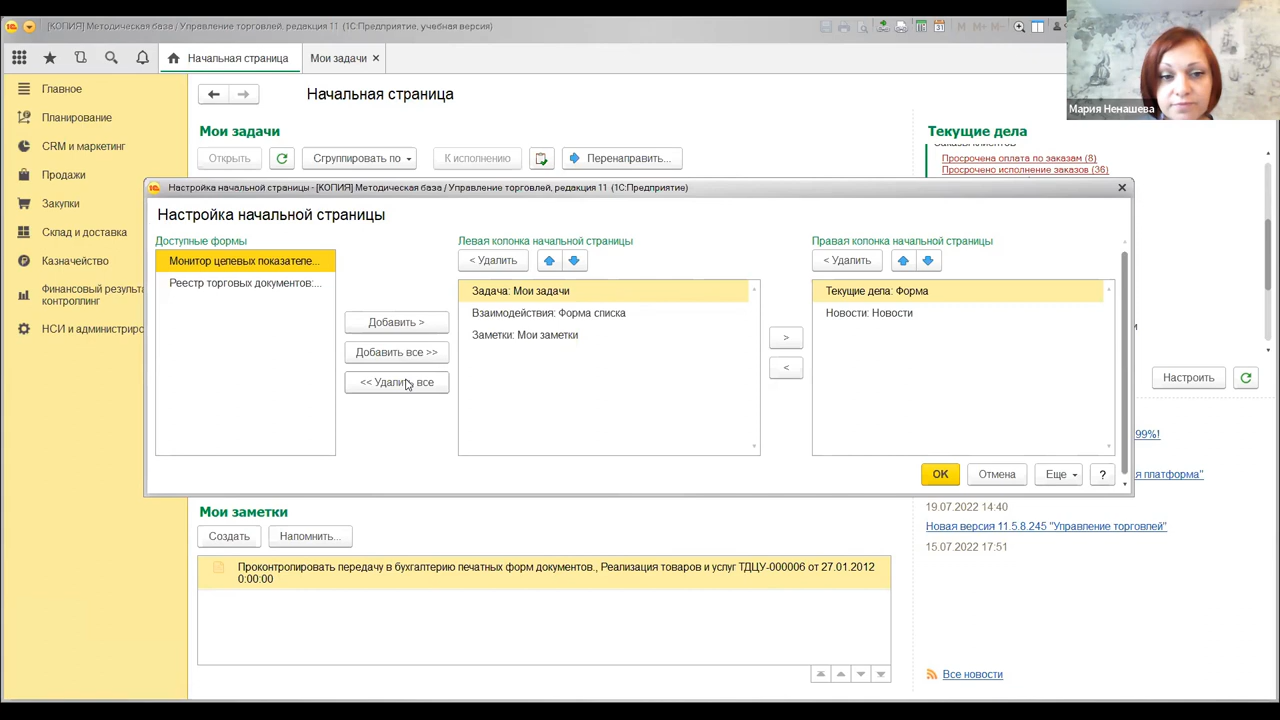 [КОПИЯ] Методическая база / Управление торговлей, редакция 11 (1С:Предприятие, учебная версия)
M M+ M-
31
Начальная страница
Мои задачи ×
Главное
Планирование
CRM и маркетинг
Продажи
Закупки
Склад и доставка
Казначейство
Финансовый результ
контроллинг
НСИ и администриро
Начальная страница
Мария Ненашева
Мои задачи
Текущие дела
Открыть
Сгруппировать по
К исполнению
Перенаправить...
Заказы клиентов
Просрочена оплата по заказам (8)
Просрочено исполнение заказов (36)
Настройка начальной страницы - [КОПИЯ] Методическая база / Управление торговлей, редакция 11 (1С:Предприятие)
Настройка начальной страницы
Доступные формы
Левая колонка начальной страницы
Правая колонка начальной страницы
< Удалить
< Удалить
Монитор целевых показателе...
Реестр торговых документов:...
Добавить >
Добавить все >>
<< Удалить все
Задача: Мои задачи
Взаимодействия: Форма списка
Заметки: Мои заметки
>
<
Текущие дела: Форма
Новости: Новости
OK
Отмена
Еще
?
Настроить
99%!
я платформа"
19.07.2022 14:40
Новая версия 11.5.8.245 "Управление торговлей"
15.07.2022 17:51
Мои заметки
Создать
Напомнить...
Проконтролировать передачу в бухгалтерию печатных форм документов., Реализация товаров и услуг ТДЦУ-000006 от 27.01.2012
0:00:00
Все новости